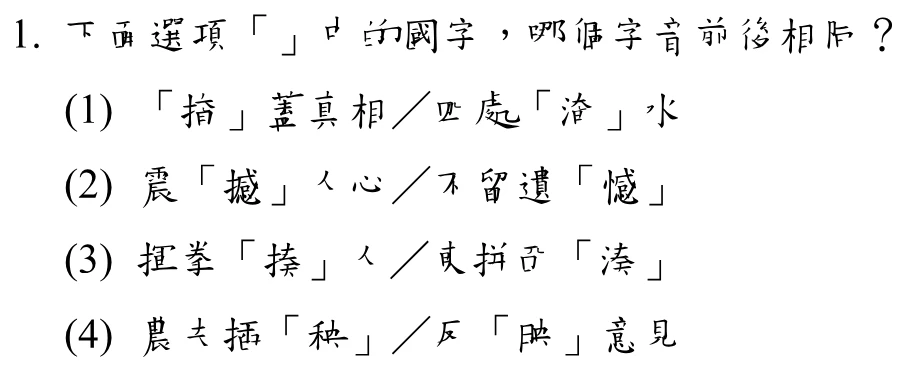 1. 下面選項「」中的國字，哪個字音前後相同？
(1) 「掩」蓋真相／四處「淹」水
(2) 震「撼」人心／不留遺「憾」
(3) 揮拳「揍」人／東拼西「湊」
(4) 農夫插「秧」／反「映」意見